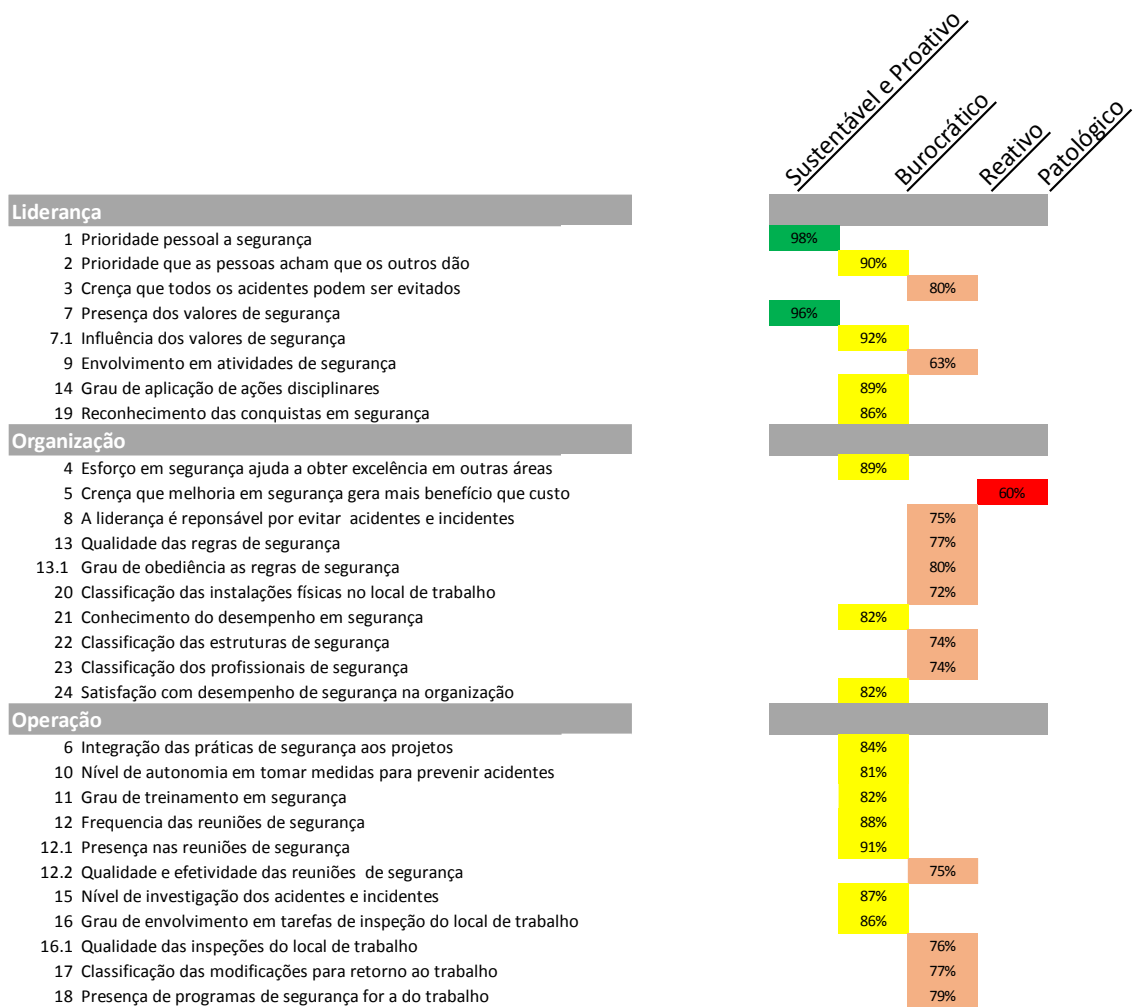 Sustentável e Proativo
Burocrático
Reativo
Patológico
Liderança
1 Prioridade pessoal a segurança 98%
2 Prioridade que as pessoas acham que os outros dão 90%
3 Crença que todos os acidentes podem ser evitados 80%
7 Presença dos valores de segurança 96%
7.1 Influência dos valores de segurança 92%
9 Envolvimento em atividades de segurança 63%
14 Grau de aplicação de ações disciplinares 89%
19 Reconhecimento das conquistas em segurança 86%
Organização
4 Esforço em segurança ajuda a obter excelência em outras áreas 89%
5 Crença que melhoria em segurança gera mais benefício que custo 60%
8 A liderança é reponsável por evitar acidentes e incidentes 75%
13 Qualidade das regras de segurança 77%
13.1 Grau de obediência as regras de segurança 80%
20 Classificação das instalações físicas no local de trabalho 72%
21 Conhecimento do desempenho em segurança 82%
22 Classificação das estruturas de segurança 74%
23 Classificação dos profissionais de segurança 74%
24 Satisfação com desempenho de segurança na organização 82%
Operação
6 Integração das práticas de segurança aos projetos 84%
10 Nível de autonomia em tomar medidas para prevenir acidentes 81%
11 Grau de treinamento em segurança 82%
12 Frequencia das reuniões de segurança 88%
12.1 Presença nas reuniões de segurança 91%
12.2 Qualidade e efetividade das reuniões de segurança 75%
15 Nível de investigação dos acidentes e incidentes 87%
16 Grau de envolvimento em tarefas de inspeção do local de trabalho 86%
16.1 Qualidade das inspeções do local de trabalho 76%
17 Classificação das modificações para retorno ao trabalho 77%
18 Presença de programas de segurança for a do trabalho 79%